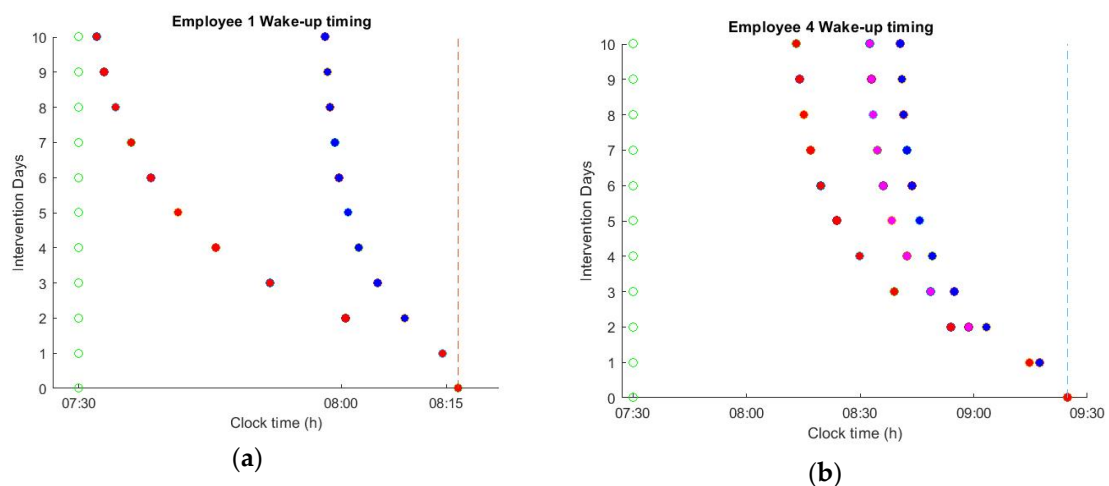 Employee 1 Wake-up timing
10
9
8
7
6
5
4
3
2
1
0
Intervention Days
07:30 08:00 08:15
Clock time (h)
(a)
Employee 4 Wake-up timing
10
9
8
7
6
5
4
3
2
1
0
Intervention Days
07:30 08:00 08:30 09:00 09:30
Clock time (h)
(b)